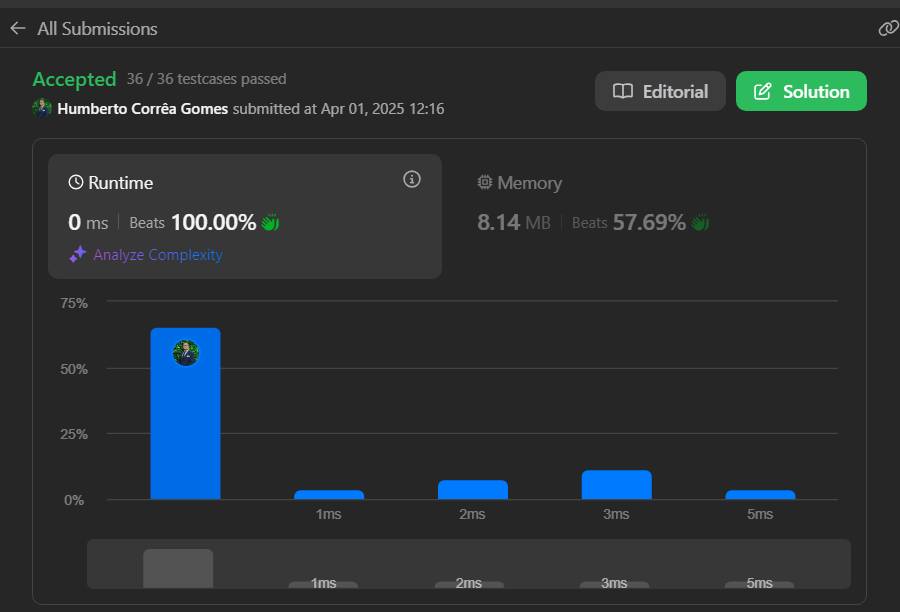 All Submissions
Accepted 36 / 36 testcases passed
Humberto Corrêa Gomes submitted at Apr 01, 2025 12:16
Editorial
Solution
Runtime
0 ms Beats 100.00%
Analyze Complexity
Memory
8.14 MB Beats 57.69%
75%
50%
25%
0%
1ms 2ms 3ms 5ms
1ms 2ms 3ms 5ms